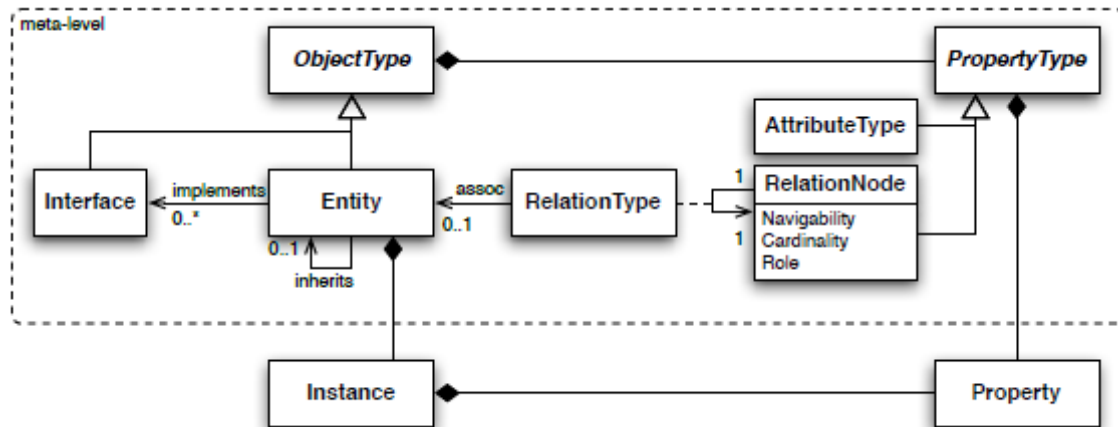 meta-level
ObjectType
PropertyType
AttributeType
Interface
implements
0..*
Entity
assoc
0..1
RelationType
1
1
RelationNode
Navigability
Cardinality
Role
0..1
inherits
Instance
Property